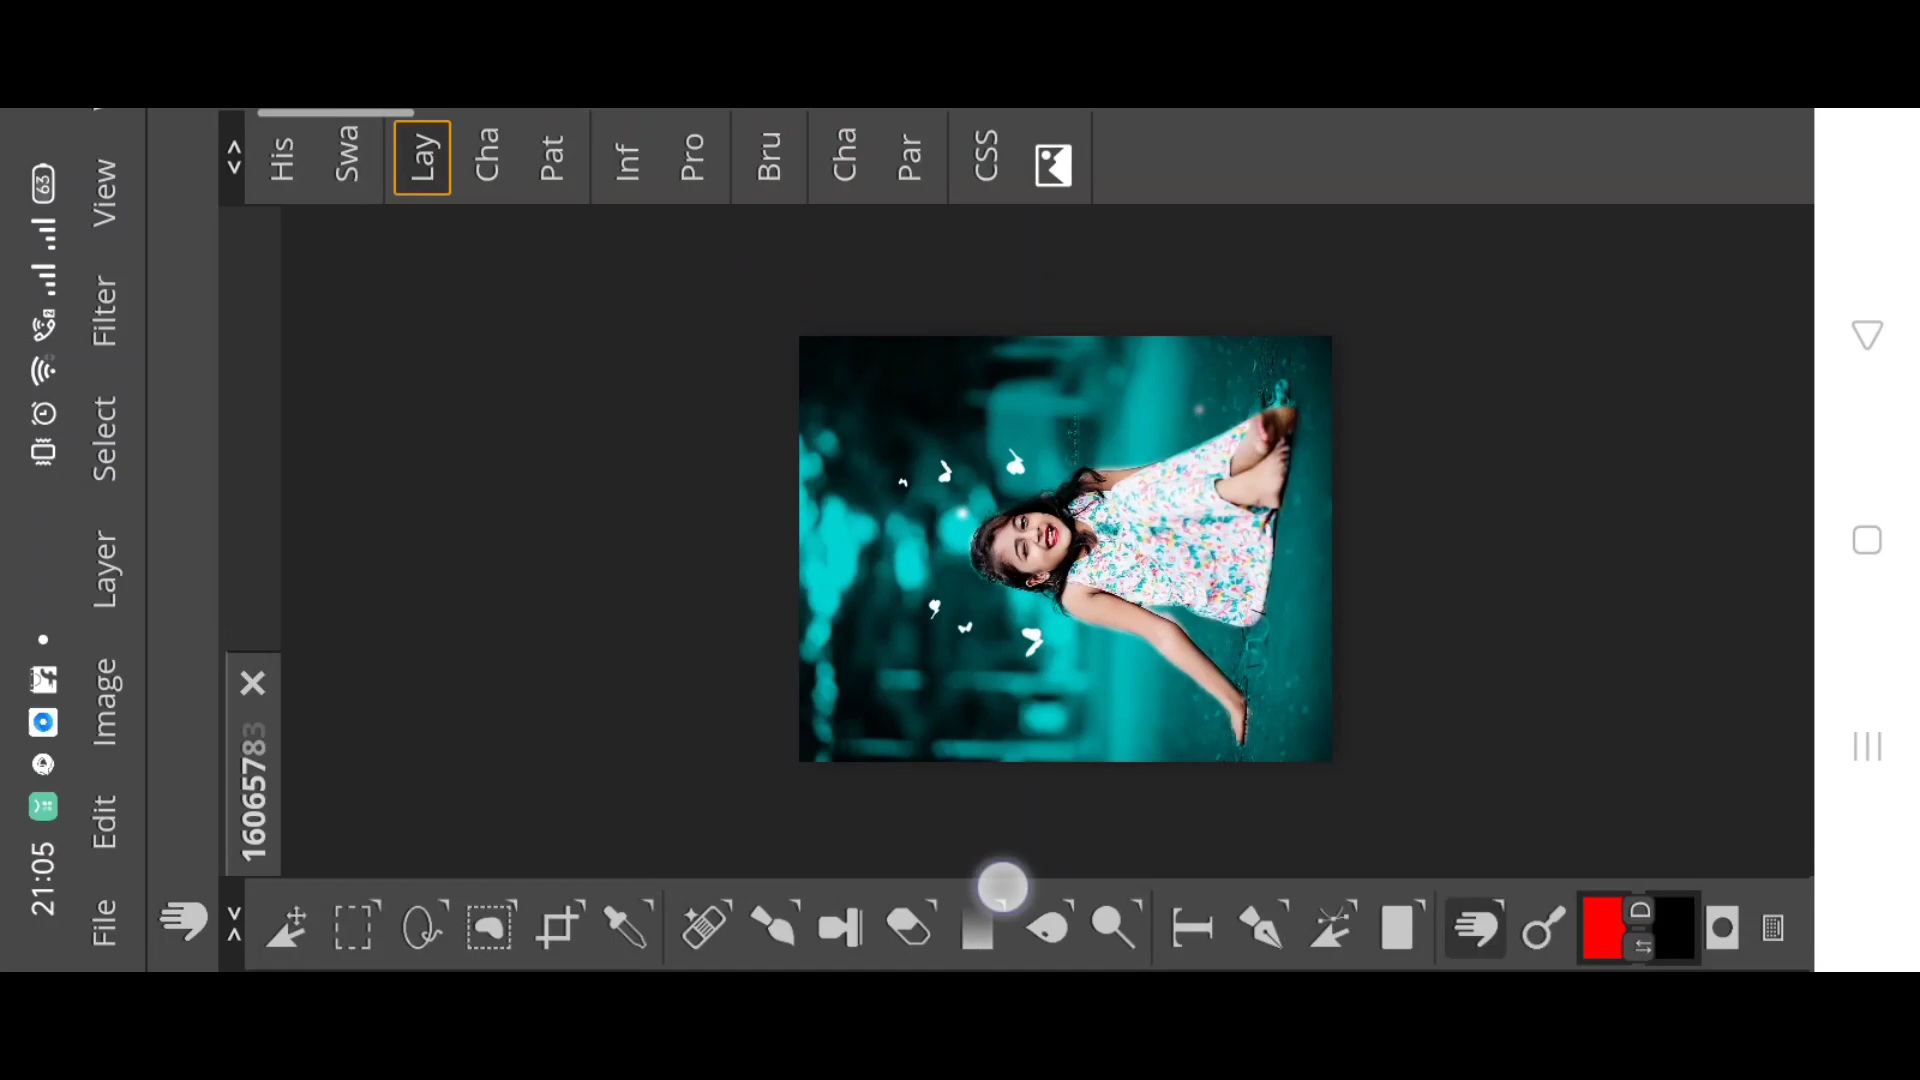 21:05
63
File Edit Image Layer Select Filter View
16065783
His
Swa
Lay
Cha
Pat
Inf
Pro
Bru
Cha
Par
CSS
T
D